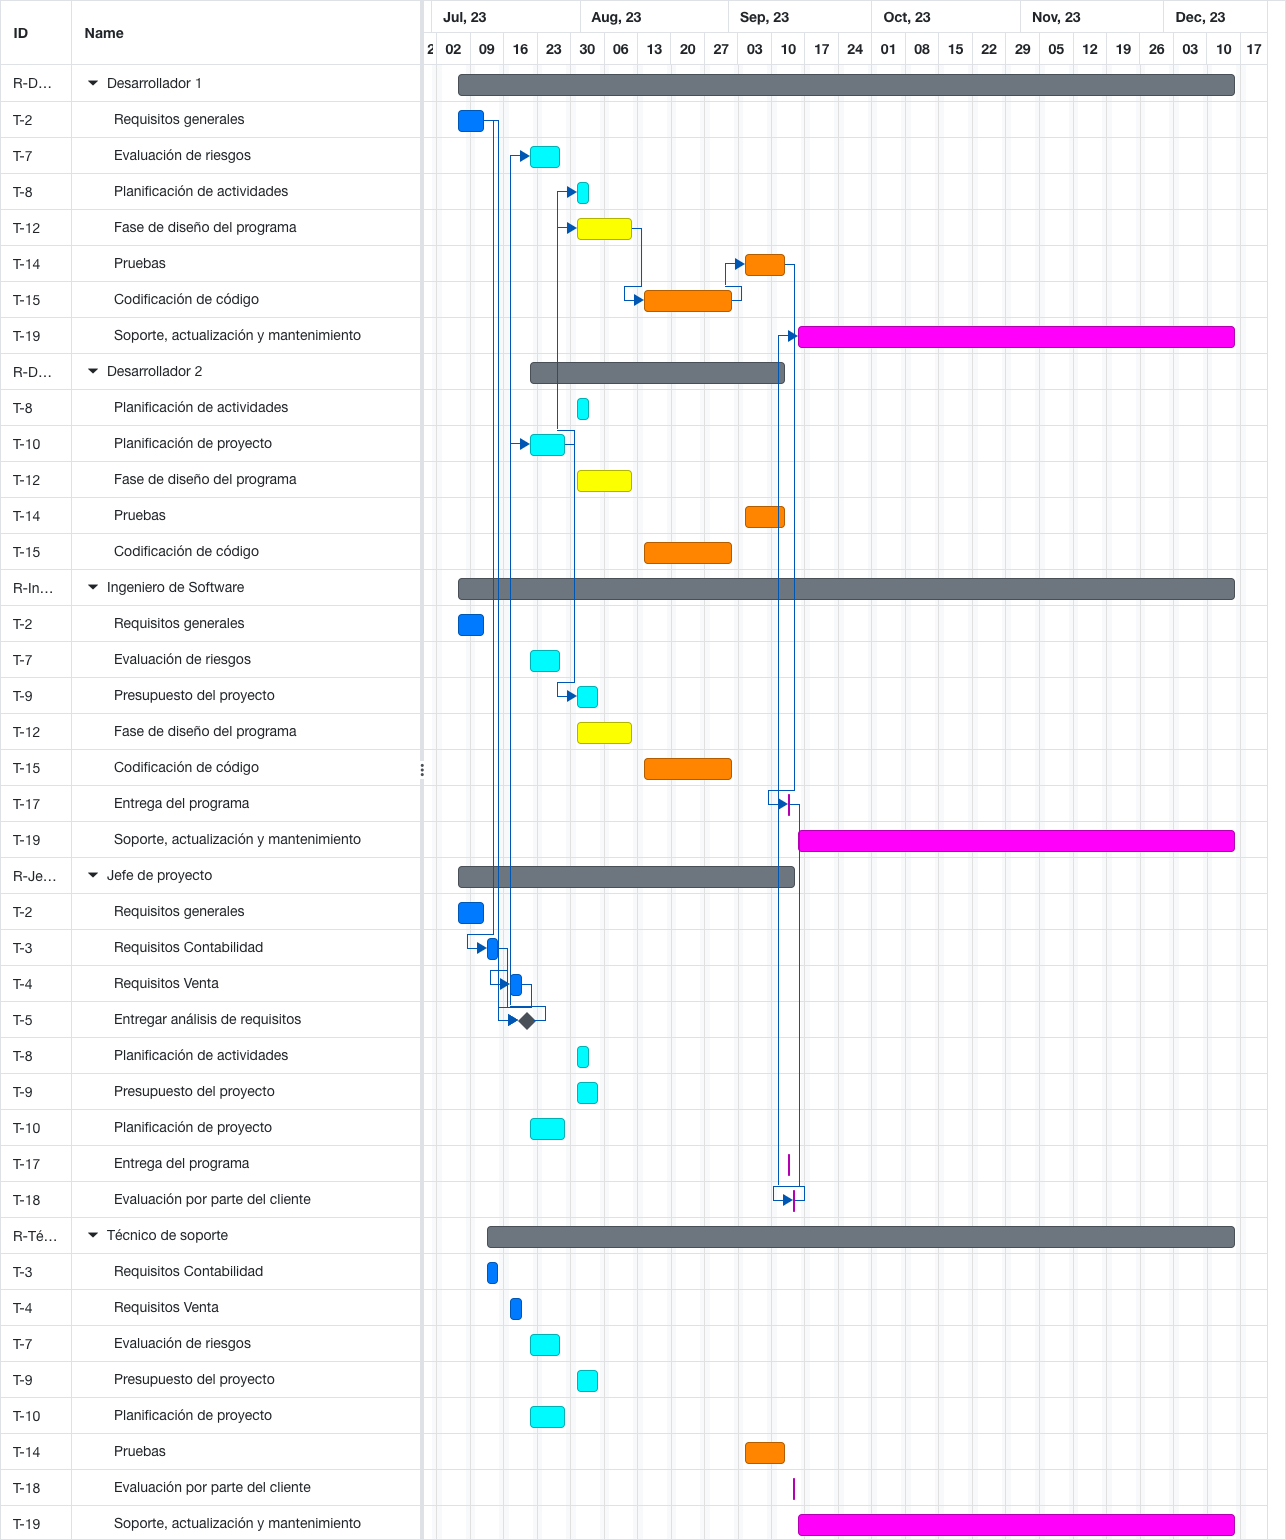 ID Name Jul, 23 Aug, 23 Sep, 23 Oct, 23 Nov, 23 Dec, 23
02 09 16 23 30 06 13 20 27 03 10 17 24 01 08 15 22 29 05 12 19 26 03 10 17
R-D... Desarrollador 1
T-2 Requisitos generales
T-7 Evaluación de riesgos
T-8 Planificación de actividades
T-12 Fase de diseño del programa
T-14 Pruebas
T-15 Codificación de código
T-19 Soporte, actualización y mantenimiento
R-D... Desarrollador 2
T-8 Planificación de actividades
T-10 Planificación de proyecto
T-12 Fase de diseño del programa
T-14 Pruebas
T-15 Codificación de código
R-In... Ingeniero de Software
T-2 Requisitos generales
T-7 Evaluación de riesgos
T-9 Presupuesto del proyecto
T-12 Fase de diseño del programa
T-15 Codificación de código
T-17 Entrega del programa
T-19 Soporte, actualización y mantenimiento
R-Je... Jefe de proyecto
T-2 Requisitos generales
T-3 Requisitos Contabilidad
T-4 Requisitos Venta
T-5 Entregar análisis de requisitos
T-8 Planificación de actividades
T-9 Presupuesto del proyecto
T-10 Planificación de proyecto
T-17 Entrega del programa
T-18 Evaluación por parte del cliente
R-Té... Técnico de soporte
T-3 Requisitos Contabilidad
T-4 Requisitos Venta
T-7 Evaluación de riesgos
T-9 Presupuesto del proyecto
T-10 Planificación de proyecto
T-14 Pruebas
T-18 Evaluación por parte del cliente
T-19 Soporte, actualización y mantenimiento